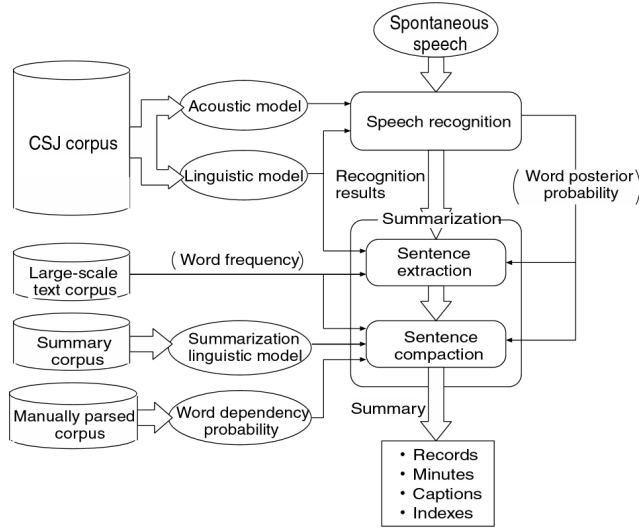 Spontaneous
speech
CSJ corpus
Acoustic model
Speech recognition
Linguistic model
Recognition
results
(Word posterior
probability)
Summarization
Large-scale
text corpus
(Word frequency)
Sentence
extraction
Summary
corpus
Summarization
linguistic model
Sentence
compaction
Manually parsed
corpus
Word dependency
probability
Summary
• Records
• Minutes
• Captions
• Indexes